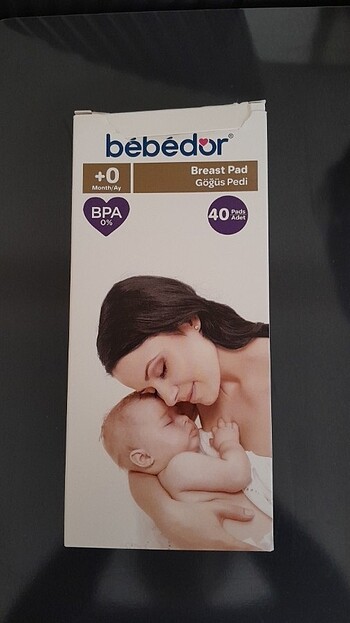 bébédor®
+0
Month/Ay
Breast Pad
Göğüs Pedi
BPA
0%
40 Pads
Adet